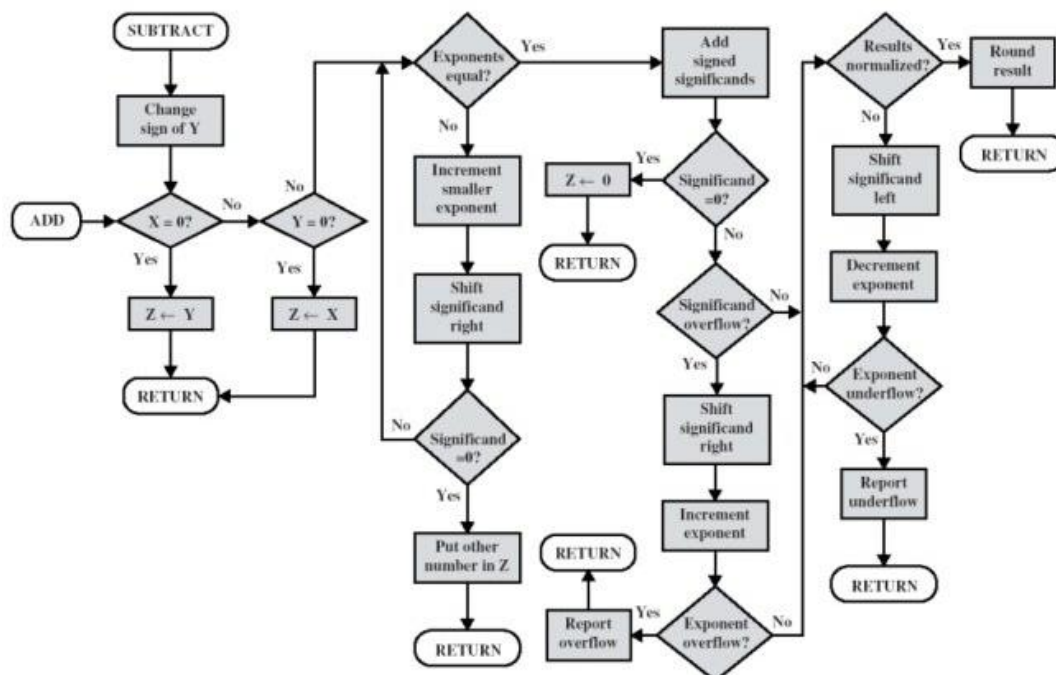 SUBTRACT
Change
sign of Y
ADD
X = 0?
No
Y = 0?
No
Yes
Yes
Z ← Y
Z ← X
RETURN
Exponents
equal?
Yes
No
Increment
smaller
exponent
Shift
significand
right
No
Significand
=0?
Yes
Put other
number in Z
RETURN
Add
signed
significands
Significand
=0?
Yes
Z ← 0
RETURN
No
Significand
overflow?
No
Yes
Shift
significand
right
Increment
exponent
Exponent
overflow?
Yes
Report
overflow
RETURN
No
Results
normalized?
Yes
Round
result
RETURN
No
Shift
significand
left
Decrement
exponent
Exponent
underflow?
No
Yes
Report
underflow
RETURN